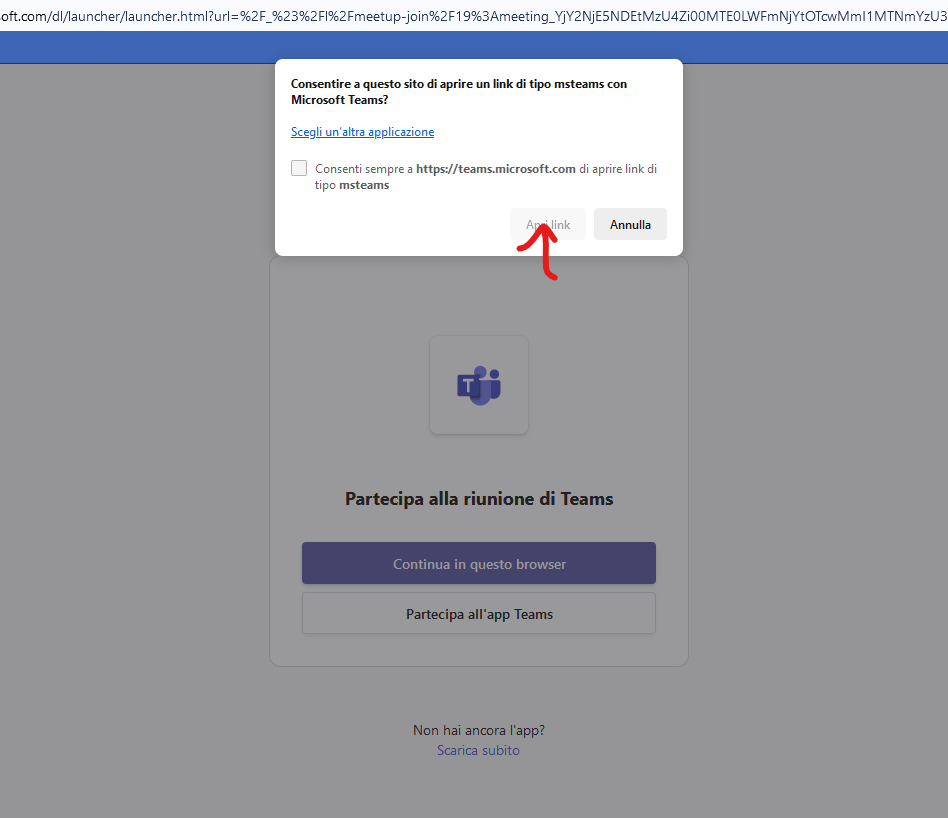 soft.com/dl/launcher/launcher.html?url=%2F_%23%2Fl%2Fmeetup-join%2F19%3Ameeting_YjY2NjE5NDEtMzU4Zi00MTE0LWFmNjYtOTcwMmI1MTNmYzU3
Consentire a questo sito di aprire un link di tipo msteams con
Microsoft Teams?
Scegli un'altra applicazione
Consenti sempre a https://teams.microsoft.com di aprire link di
tipo msteams
Apri link
Annulla
T
Partecipa alla riunione di Teams
Continua in questo browser
Partecipa all'app Teams
Non hai ancora l'app?
Scarica subito